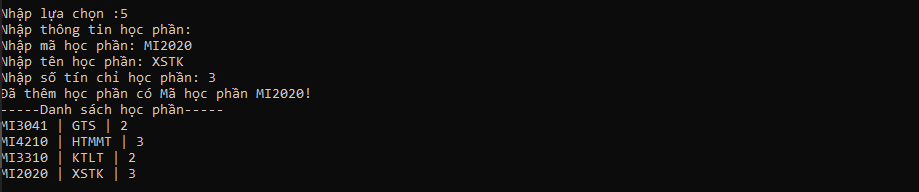 Nhập lựa chọn :5
Nhập thông tin học phần:
Nhập mã học phần: MI2020
Nhập tên học phần: XSTK
Nhập số tín chỉ học phần: 3
Đã thêm học phần có Mã học phần MI2020!
-----Danh sách học phần-----
MI3041 | GTS | 2
MI4210 | HTMMT | 3
MI3310 | KTLT | 2
MI2020 | XSTK | 3